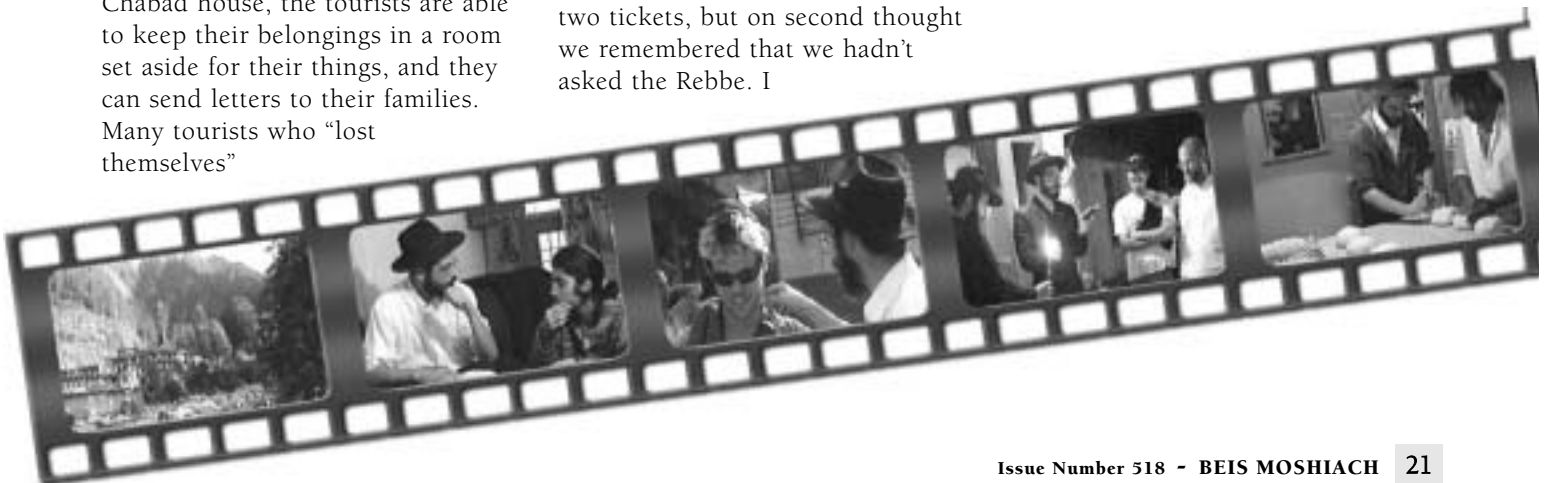 Chabad house, the tourists are able
to keep their belongings in a room
set aside for their things, and they
can send letters to their families.
Many tourists who “lost
themselves”
two tickets, but on second thought
we remembered that we hadn’t
asked the Rebbe. I
Issue Number 518 - BEIS MOSHIACH 21